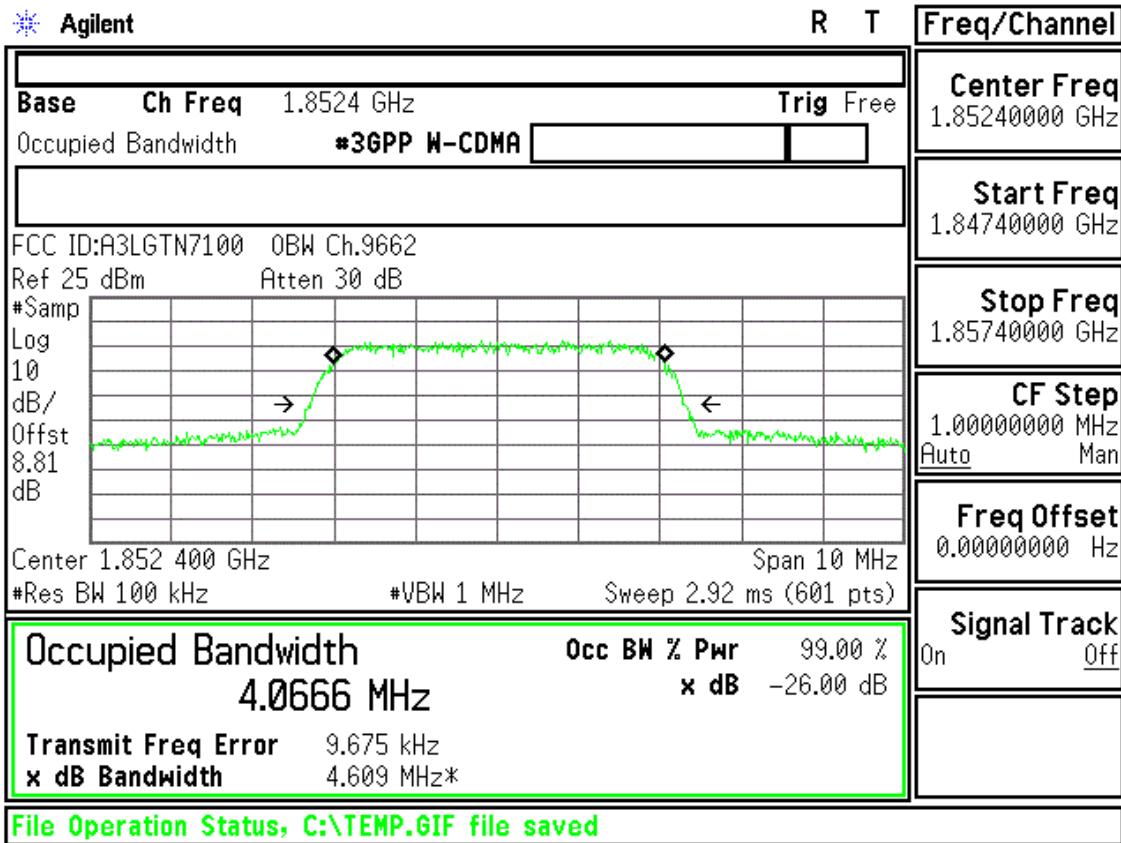 Agilent R T Freq/Channel
Base Ch Freq 1.8524 GHz Trig Free
Occupied Bandwidth #3GPP W-CDMA
FCC ID:A3LGTN7100 OBW Ch.9662
Ref 25 dBm Atten 30 dB
#Samp
Log
10
dB/
Offst
8.81
dB
Center 1.852 400 GHz Span 10 MHz
#Res BW 100 kHz #VBW 1 MHz Sweep 2.92 ms (601 pts)
Occupied Bandwidth Occ BW % Pwr 99.00 %
4.0666 MHz x dB -26.00 dB
Transmit Freq Error 9.675 kHz
x dB Bandwidth 4.609 MHz*
File Operation Status, C:\TEMP.GIF file saved
Center Freq
1.85240000 GHz
Start Freq
1.84740000 GHz
Stop Freq
1.85740000 GHz
CF Step
1.00000000 MHz
Auto Man
Freq Offset
0.00000000 Hz
Signal Track
On Off